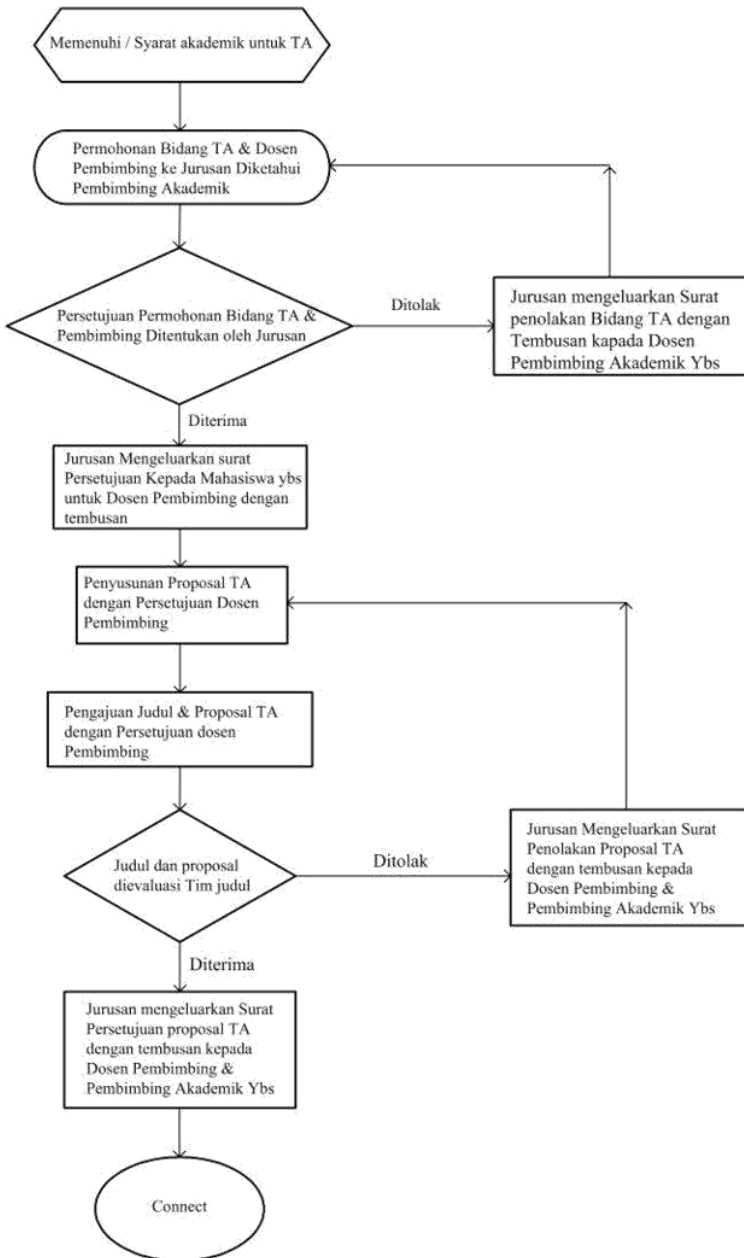 Memenuhi / Syarat akademik untuk TA
Permohonan Bidang TA & Dosen
Pembimbing ke Jurusan Diketahui
Pembimbing Akademik
Persetujuan Permohonan Bidang TA &
Pembimbing Ditentukan oleh Jurusan
Ditolak
Jurusan mengeluarkan Surat
penolakan Bidang TA dengan
Tembusan kapada Dosen
Pembimbing Akademik Ybs
Diterima
Jurusan Mengeluarkan surat
Persetujuan Kepada Mahasiswa ybs
untuk Dosen Pembimbing dengan
tembusan
Penyusunan Proposal TA
dengan Persetujuan Dosen
Pembimbing
Pengajuan Judul & Proposal TA
dengan Persetujuan dosen
Pembimbing
Judul dan proposal
dievaluasi Tim judul
Ditolak
Jurusan Mengeluarkan Surat
Penolakan Proposal TA
dengan tembusan kepada
Dosen Pembimbing &
Pembimbing Akademik Ybs
Diterima
Jurusan mengeluarkan Surat
Persetujuan proposal TA
dengan tembusan kepada
Dosen Pembimbing &
Pembimbing Akademik Ybs
Connect